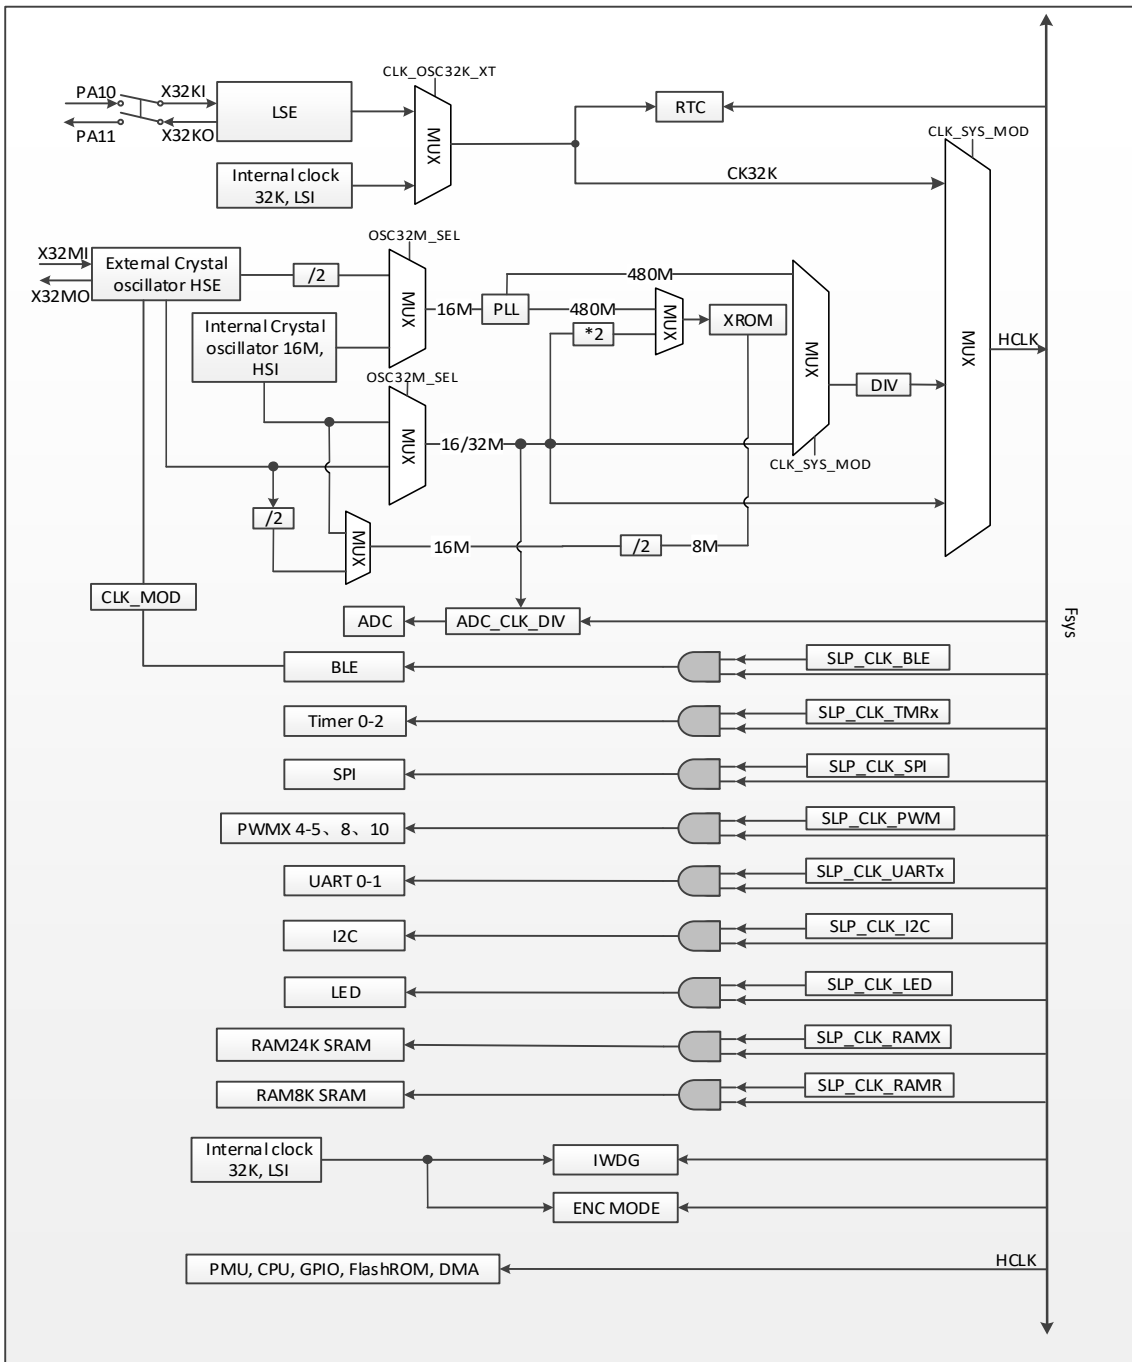 CLK_OSC32K_XT
PA10
X32KI
LSE
RTC
PA11
X32KO
MUX
CLK_SYS_MOD
Internal clock
32K, LSI
CK32K
OSC32M_SEL
X32MI
External Crystal
oscillator HSE
/2
X32MO
MUX
16M
PLL
480M
480M
MUX
XROM
*2
Internal Crystal
oscillator 16M,
HSI
MUX
MUX
HCLK
OSC32M_SEL
DIV
MUX
16/32M
CLK_SYS_MOD
/2
MUX
16M
/2
8M
CLK_MOD
ADC
ADC_CLK_DIV
Fsys
BLE
SLP_CLK_BLE
Timer 0-2
SLP_CLK_TMRx
SPI
SLP_CLK_SPI
PWMX 4-5、8、10
SLP_CLK_PWM
UART 0-1
SLP_CLK_UARTx
I2C
SLP_CLK_I2C
LED
SLP_CLK_LED
RAM24K SRAM
SLP_CLK_RAMX
RAM8K SRAM
SLP_CLK_RAMR
Internal clock
32K, LSI
IWDG
ENC MODE
PMU, CPU, GPIO, FlashROM, DMA
HCLK